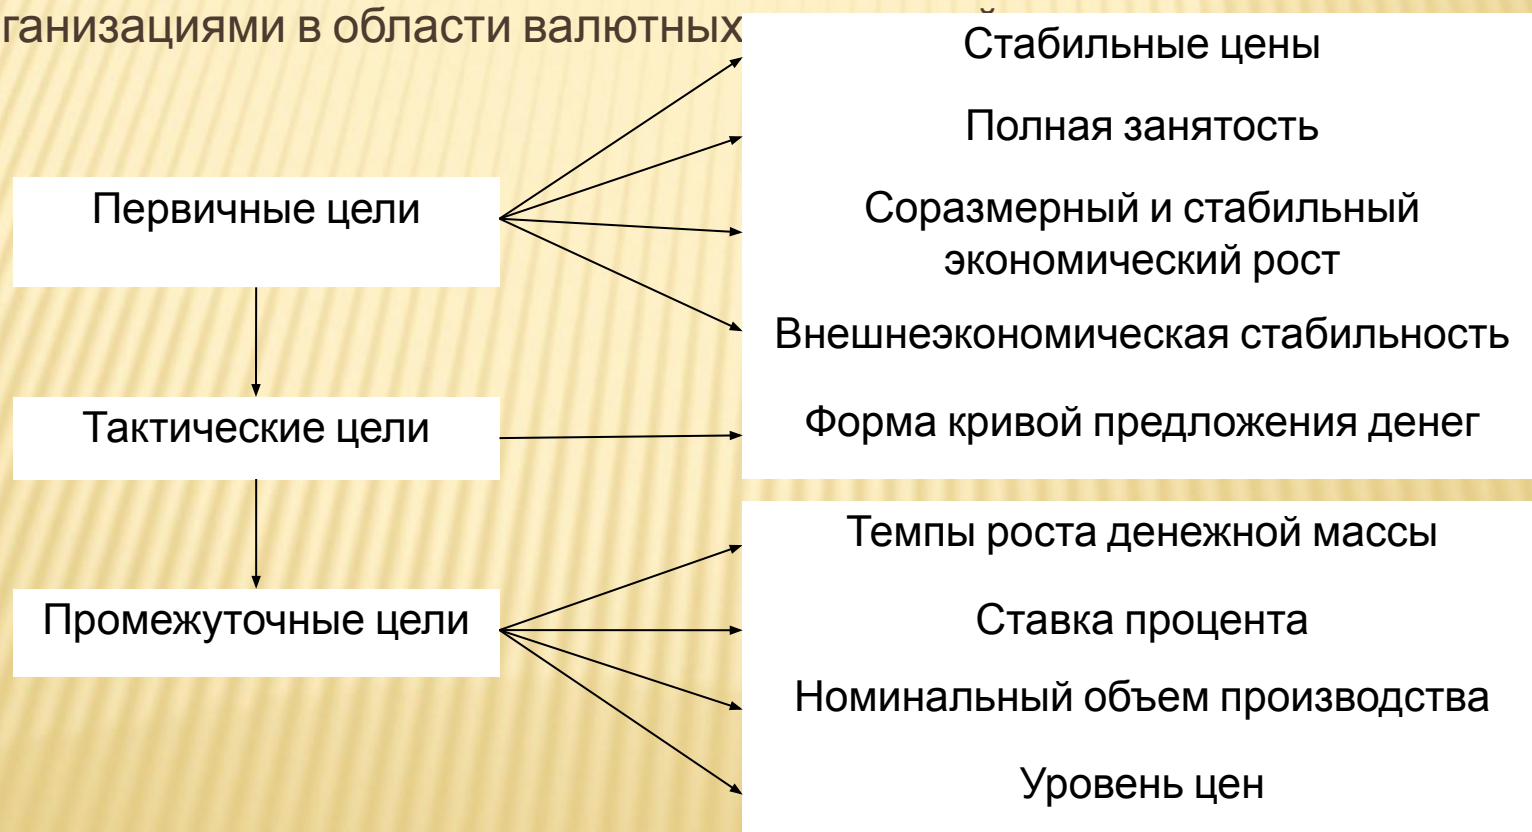 ганизациями в области валютных
Стабильные цены
Полная занятость
Первичные цели
Соразмерный и стабильный
экономический рост
Внешнеэкономическая стабильность
Тактические цели
Форма кривой предложения денег
Темпы роста денежной массы
Промежуточные цели
Ставка процента
Номинальный объем производства
Уровень цен